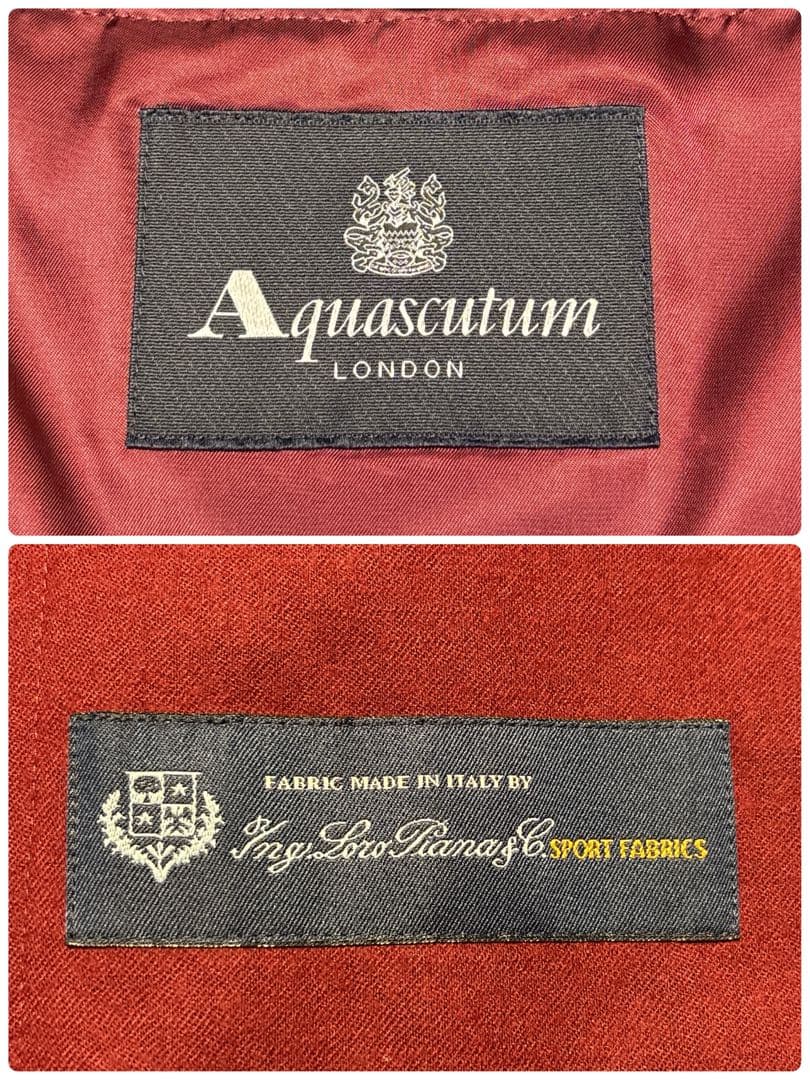 Aquascutum
LONDON
FABRIC MADE IN ITALY BY
Ing. Loro Piana & C. SPORT FABRICS